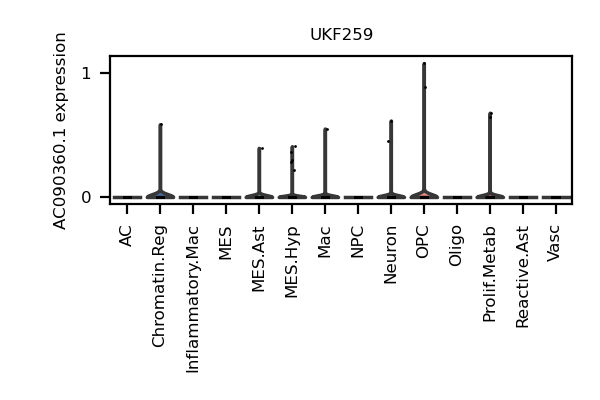 UKF259
AC090360.1 expression
1
0
AC
Chromatin.Reg
Inflammatory.Mac
MES
MES.Ast
MES.Hyp
Mac
NPC
Neuron
OPC
Oligo
Prolif.Metab
Reactive.Ast
Vasc